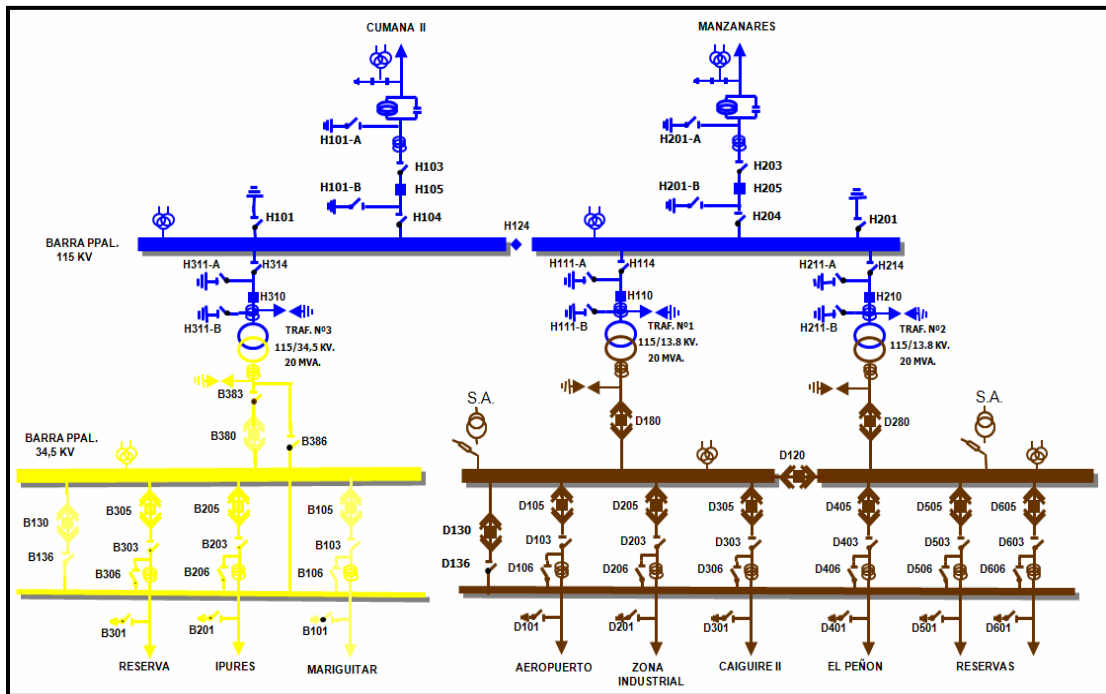 CUMANA II
MANZANARES
H101-A
H201-A
H103
H203
H101-B
H105
H201-B
H205
H101
H104
H204
H201
H124
BARRA PPAL.
115 KV
H311-A
H314
H111-A
H114
H211-A
H214
H310
H110
H210
H311-B
H111-B
H211-B
TRAF. Nº3
115/34,5 KV.
20 MVA.
TRAF. Nº1
115/13.8 KV.
20 MVA.
TRAF. Nº2
115/13.8 KV.
20 MVA.
B383
S.A.
S.A.
B380
B386
D180
D280
BARRA PPAL.
34,5 KV
D120
B130
B305
B205
B105
D105
D205
D305
D405
D505
D605
D130
B136
B303
B203
B103
D136
D103
D203
D303
D403
D503
D603
B306
B206
B106
D106
D206
D306
D406
D506
D606
B301
B201
B101
D101
D201
D301
D401
D501
D601
RESERVA
IPURES
MARIGUITAR
AEROPUERTO
ZONA
INDUSTRIAL
CAIGUIRE II
EL PEÑON
RESERVAS